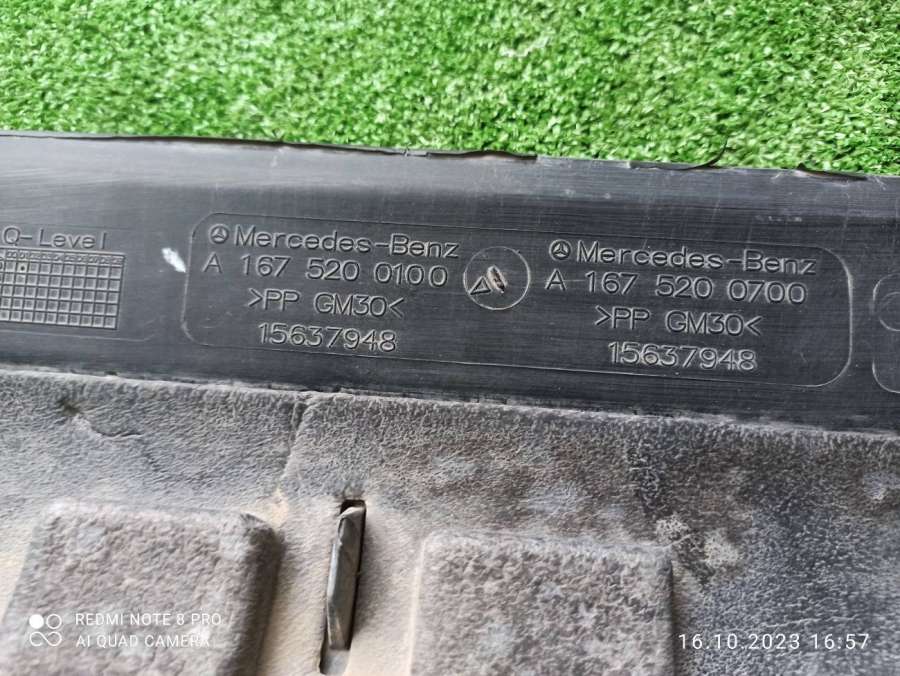 Q-Level
Mercedes-Benz
A 167 520 0100
>PP GM30<
15637948
Mercedes-Benz
A 167 520 0700
>PP GM30<
15637948
REDMI NOTE 8 PRO
AI QUAD CAMERA
16.10.2023 16:57